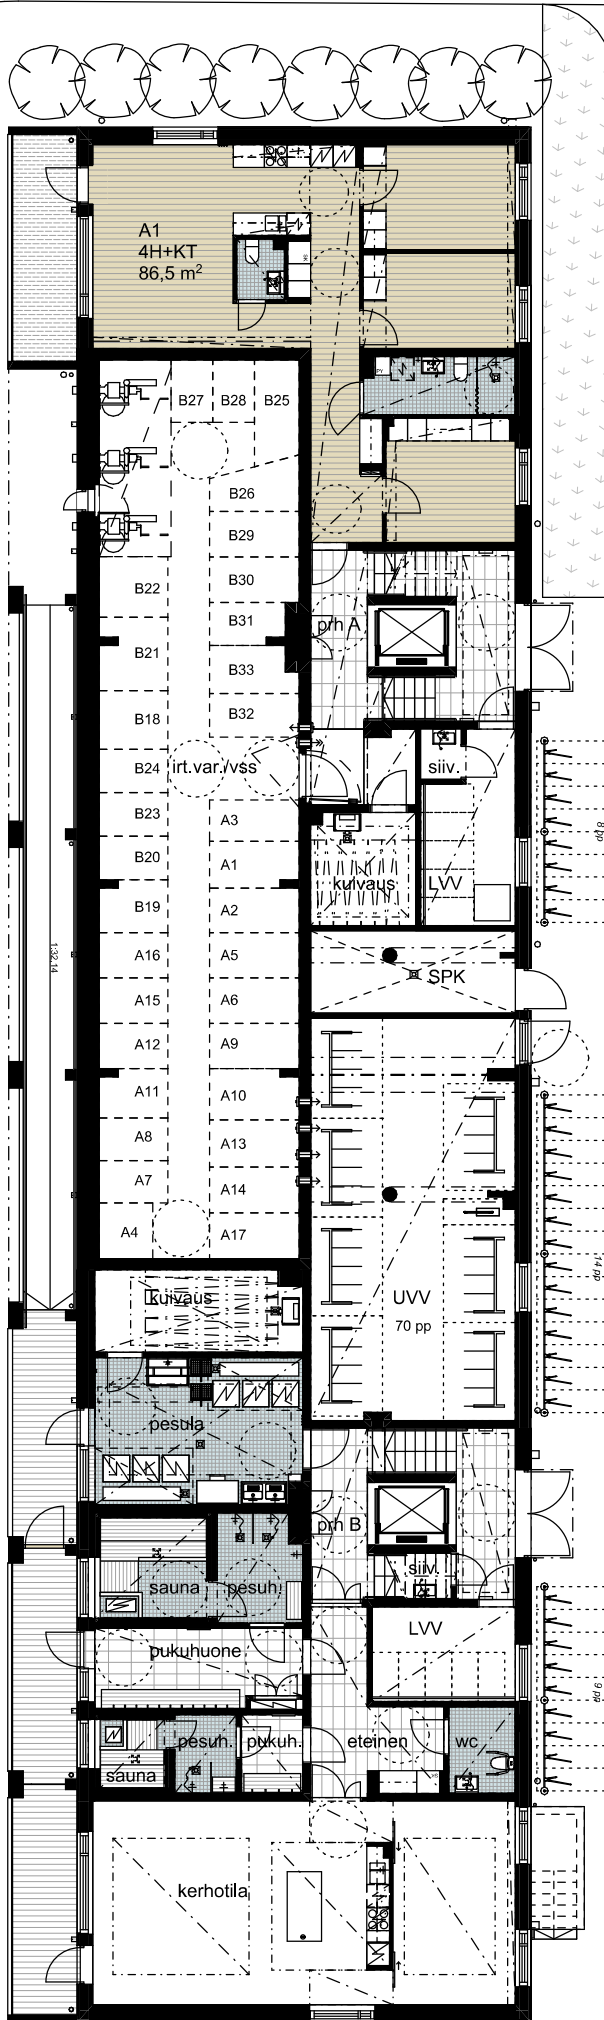 A1
4H+KT
86,5 m²
B27
B28
B25
B26
B29
B22
B30
B31
prh A
B21
B33
B18
B32
B24
irt.var./vss
siiv.
B23
A3
B20
A1
kuivaus
LVV
B19
A2
8 pp
A16
A5
1:32.14
SPK
A15
A6
A12
A9
A11
A10
A8
A13
A7
A14
A4
A17
14 pp
kuivaus
UVV
70 pp
pesula
prh B
siiv.
sauna
pesuh.
LVV
pukuhuone
9 pp
pesuh.
pukuh.
eteinen
wc
sauna
kerhotila